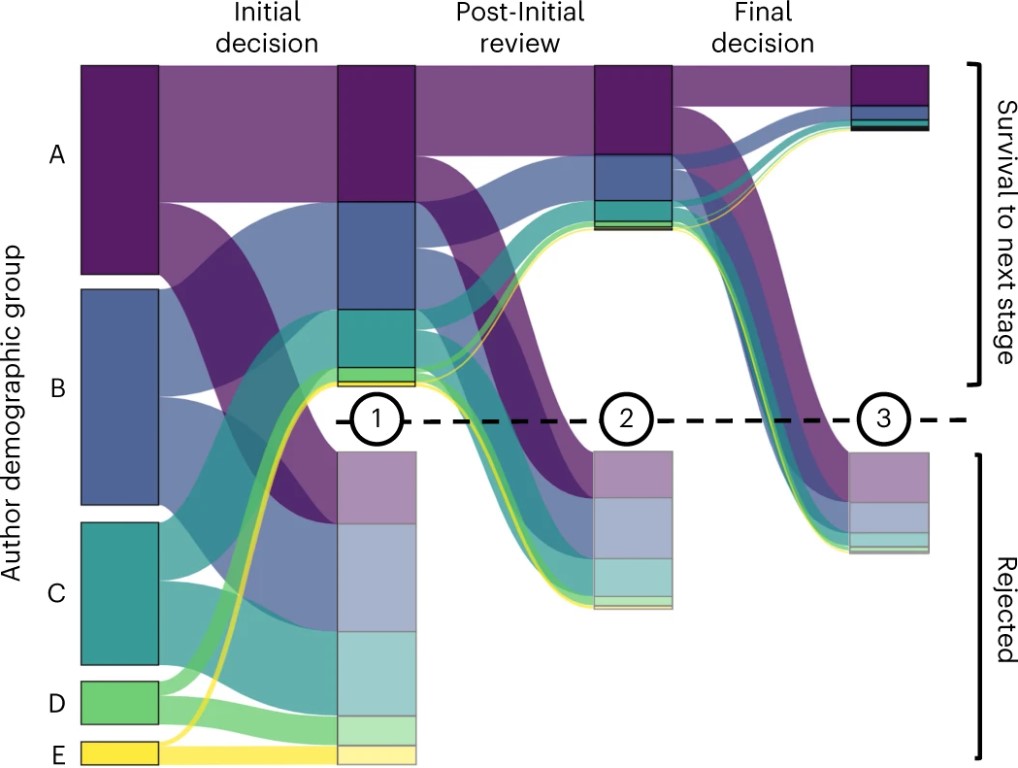 Initial
decision
Post-Initial
review
Final
decision
Author demographic group
A
B
C
D
E
1
2
3
Survival to next stage
Rejected